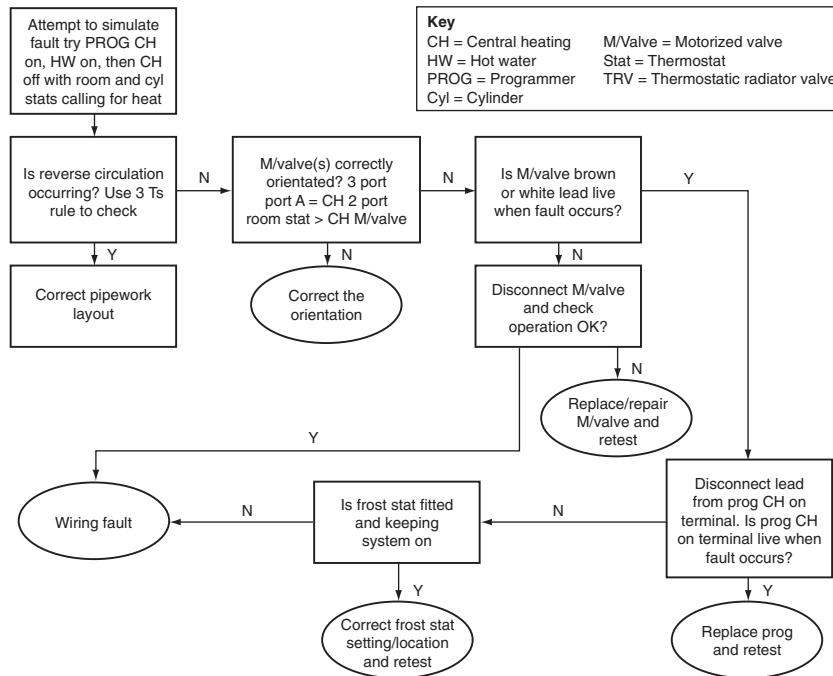 Attempt to simulate
fault try PROG CH
on, HW on, then CH
off with room and cyl
stats calling for heat
Key
CH = Central heating
HW = Hot water
PROG = Programmer
Cyl = Cylinder
M/Valve = Motorized valve
Stat = Thermostat
TRV = Thermostatic radiator valve
Is reverse circulation
occurring? Use 3 Ts
rule to check
N
M/valve(s) correctly
orientated? 3 port
port A = CH 2 port
room stat > CH M/valve
N
Is M/valve brown
or white lead live
when fault occurs?
Y
Y
N
N
Correct pipework
layout
Correct the
orientation
Disconnect M/valve
and check
operation OK?
N
Replace/repair
M/valve and
retest
Y
Wiring fault
N
Is frost stat fitted
and keeping
system on
N
Disconnect lead
from prog CH on
terminal. Is prog CH
on terminal live when
fault occurs?
Y
Y
Correct frost stat
setting/location
and retest
Replace prog
and retest